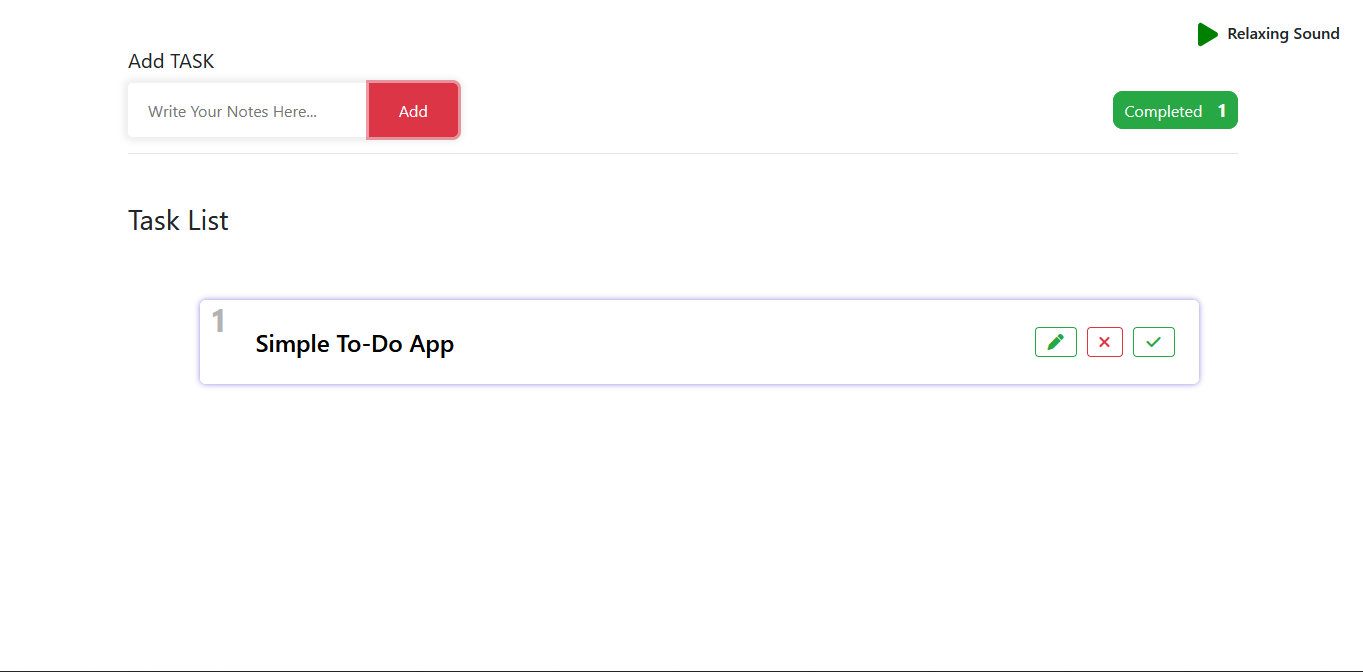 Relaxing Sound
Add TASK
Write Your Notes Here...
Add
Completed 1
Task List
1
Simple To-Do App